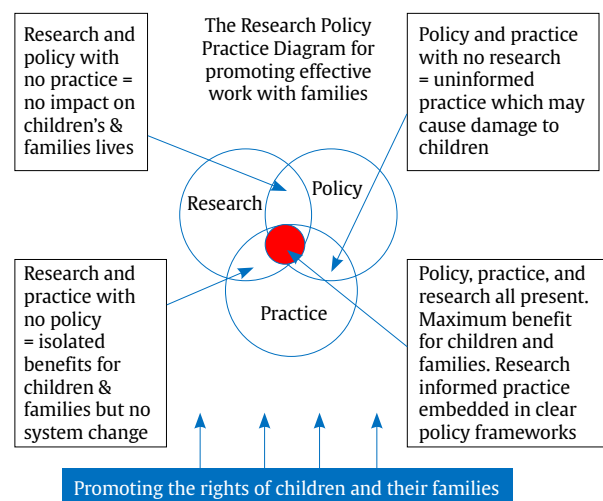 Research and
policy with
no practice =
no impact on
children's &
families lives
The Research Policy
Practice Diagram for
promoting effective
work with families
Policy and practice
with no research
= uninformed
practice which may
cause damage to
children
Research
Policy
Practice
Research and
practice with
no policy
= isolated
benefits for
children &
families but no
system change
Policy, practice, and
research all present.
Maximum benefit
for children and
families. Research
informed practice
embedded in clear
policy frameworks
Promoting the rights of children and their families